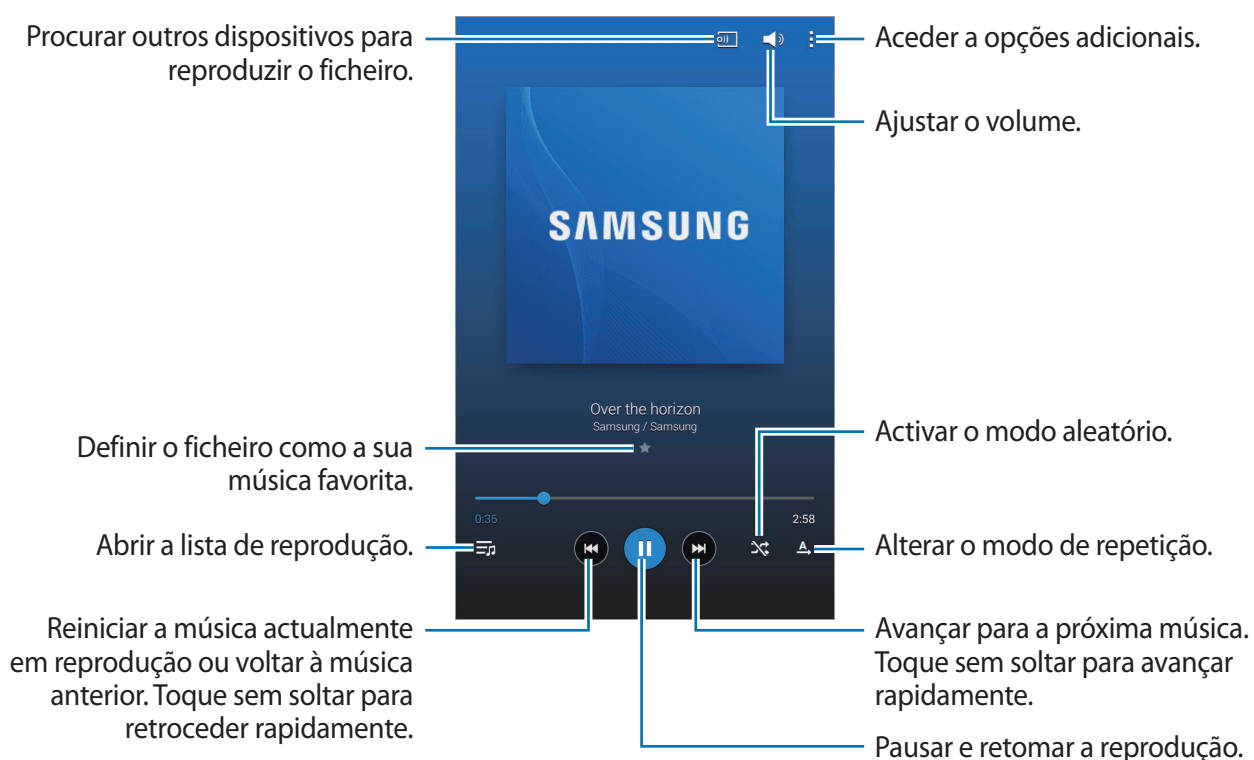 Procurar outros dispositivos para
reproduzir o ficheiro.
Aceder a opções adicionais.
Ajustar o volume.
SAMSUNG
Over the horizon
Samsung / Samsung
Definir o ficheiro como a sua
música favorita.
Activar o modo aleatório.
0:35
2:58
Abrir a lista de reprodução.
A
Alterar o modo de repetição.
Reiniciar a música actualmente
em reprodução ou voltar à música
anterior. Toque sem soltar para
retroceder rapidamente.
Avançar para a próxima música.
Toque sem soltar para avançar
rapidamente.
Pausar e retomar a reprodução.